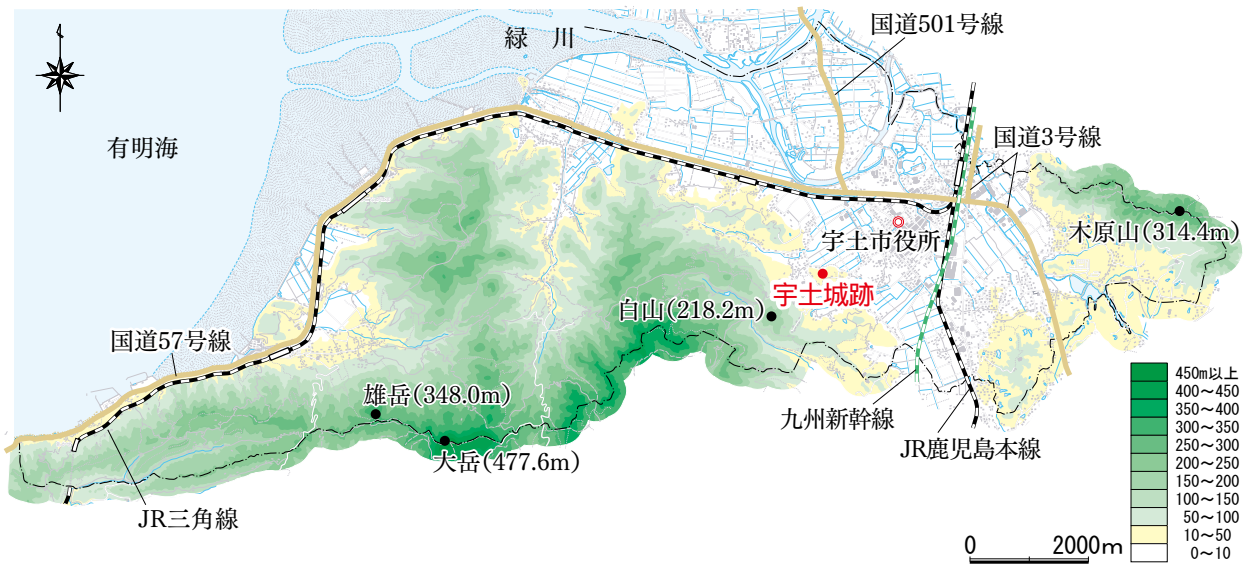 緑 川
国道501号線
有明海
国道3号線
木原山(314.4m)
宇土市役所
宇土城跡
白山(218.2m)
国道57号線
雄岳(348.0m)
大岳(477.6m)
九州新幹線
JR鹿児島本線
JR三角線
450m以上
400～450
350～400
300～350
250～300
200～250
150～200
100～150
50～100
10～50
0～10
0 2000m